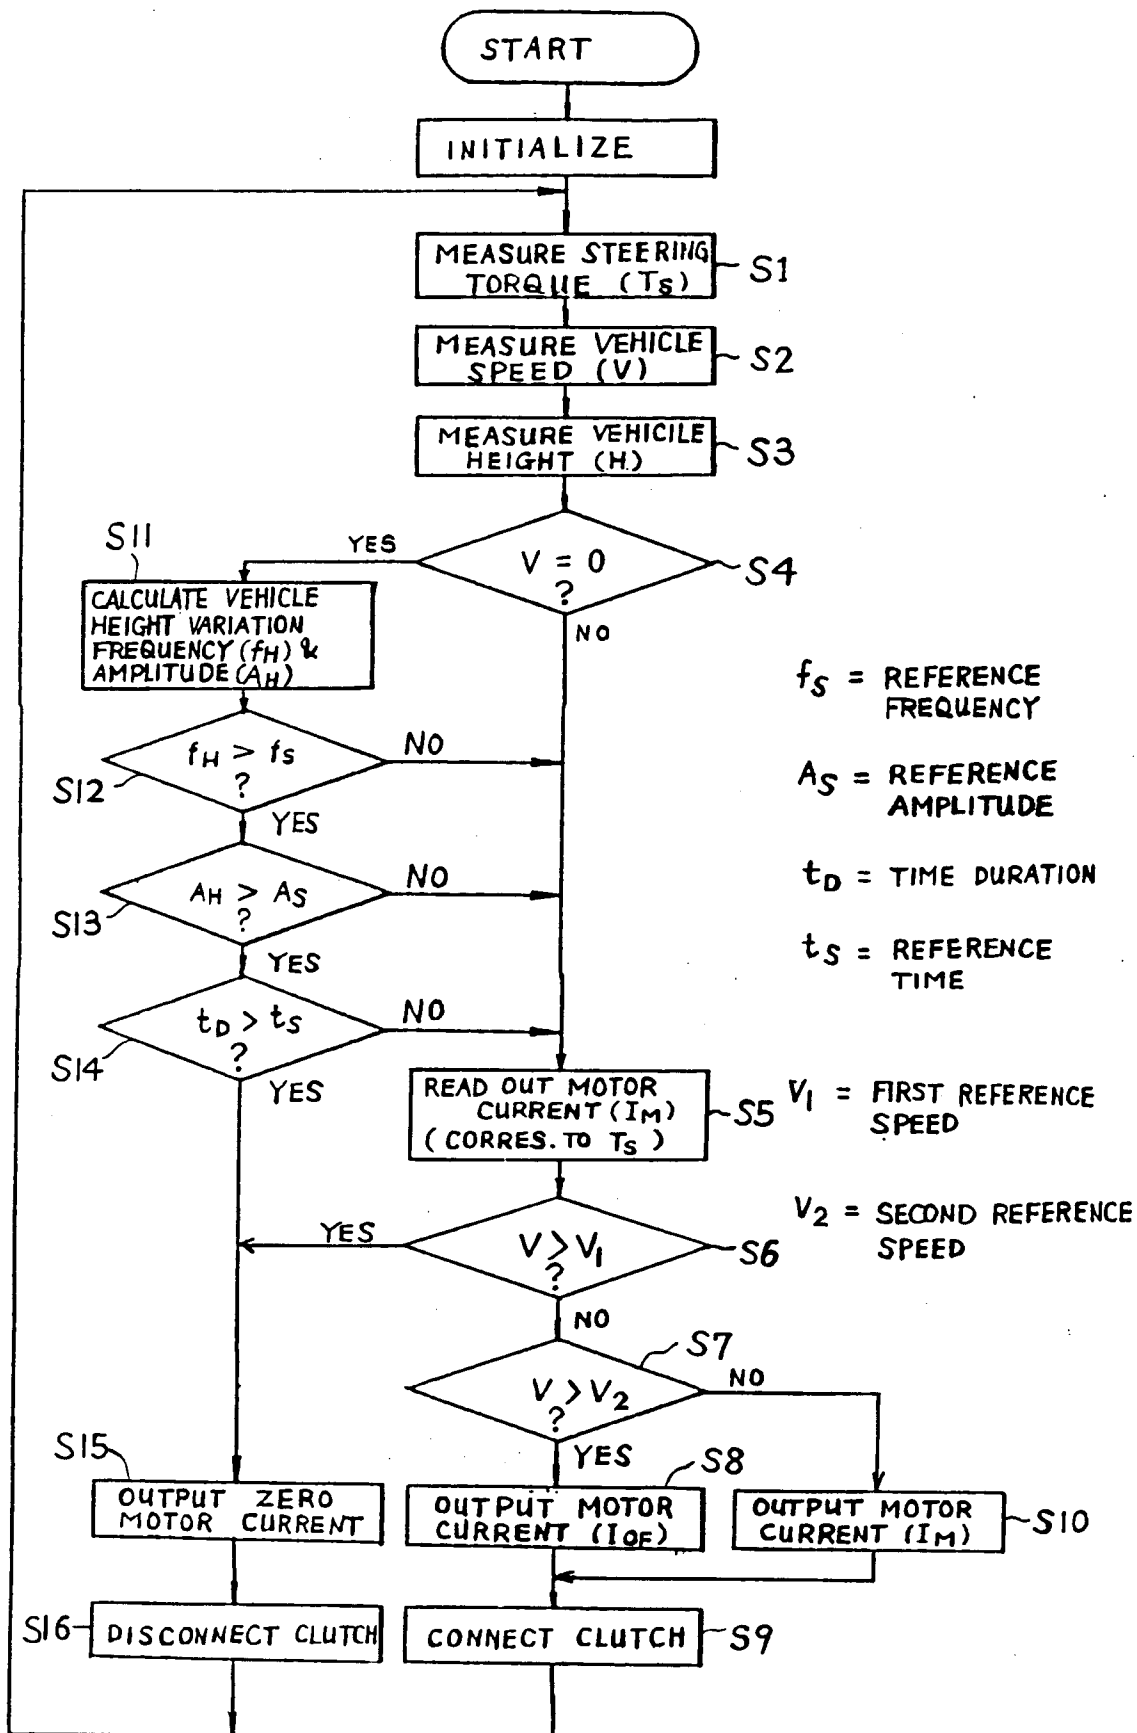 START
INITIALIZE
MEASURE STEERING
TORQUE (TS)
S1
MEASURE VEHICLE
SPEED (V)
S2
MEASURE VEHICILE
HEIGHT (H)
S3
V = 0
?
S4
YES
NO
S11
CALCULATE VEHICLE
HEIGHT VARIATION
FREQUENCY (fH) &
AMPLITUDE (AH)
fH > fS
?
S12
NO
YES
AH > AS
?
S13
NO
YES
tD > tS
?
S14
NO
YES
fS = REFERENCE
FREQUENCY
AS = REFERENCE
AMPLITUDE
tD = TIME DURATION
tS = REFERENCE
TIME
READ OUT MOTOR
CURRENT (IM)
(CORRES. TO TS)
S5
V1 = FIRST REFERENCE
SPEED
V2 = SECOND REFERENCE
SPEED
V > V1
?
S6
YES
NO
S7
V > V2
?
NO
YES
S15
OUTPUT ZERO
MOTOR CURRENT
S8
OUTPUT MOTOR
CURRENT (IOF)
OUTPUT MOTOR
CURRENT (IM)
S10
S16
DISCONNECT CLUTCH
CONNECT CLUTCH
S9